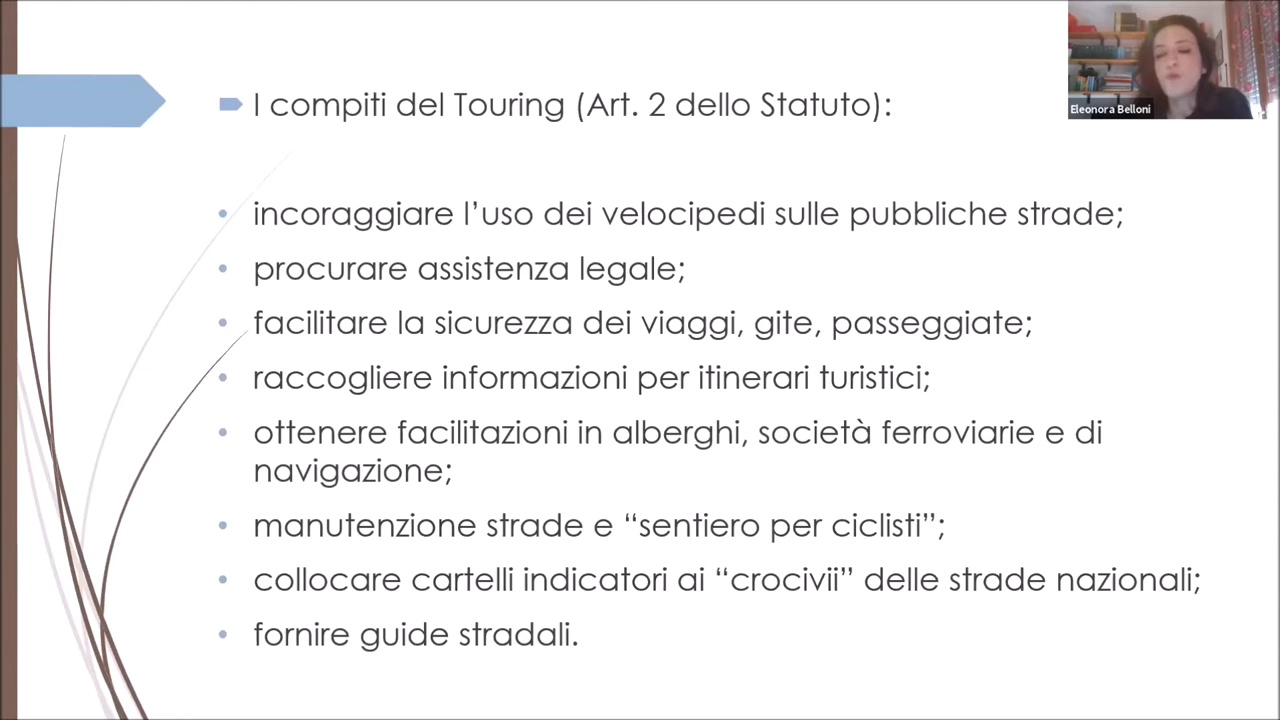 I compiti del Touring (Art. 2 dello Statuto):
Eleonora Belloni
incoraggiare l’uso dei velocipedi sulle pubbliche strade;
procurare assistenza legale;
facilitare la sicurezza dei viaggi, gite, passeggiate;
raccogliere informazioni per itinerari turistici;
ottenere facilitazioni in alberghi, società ferroviarie e di
navigazione;
manutenzione strade e “sentiero per ciclisti”;
collocare cartelli indicatori ai “crocivii” delle strade nazionali;
fornire guide stradali.